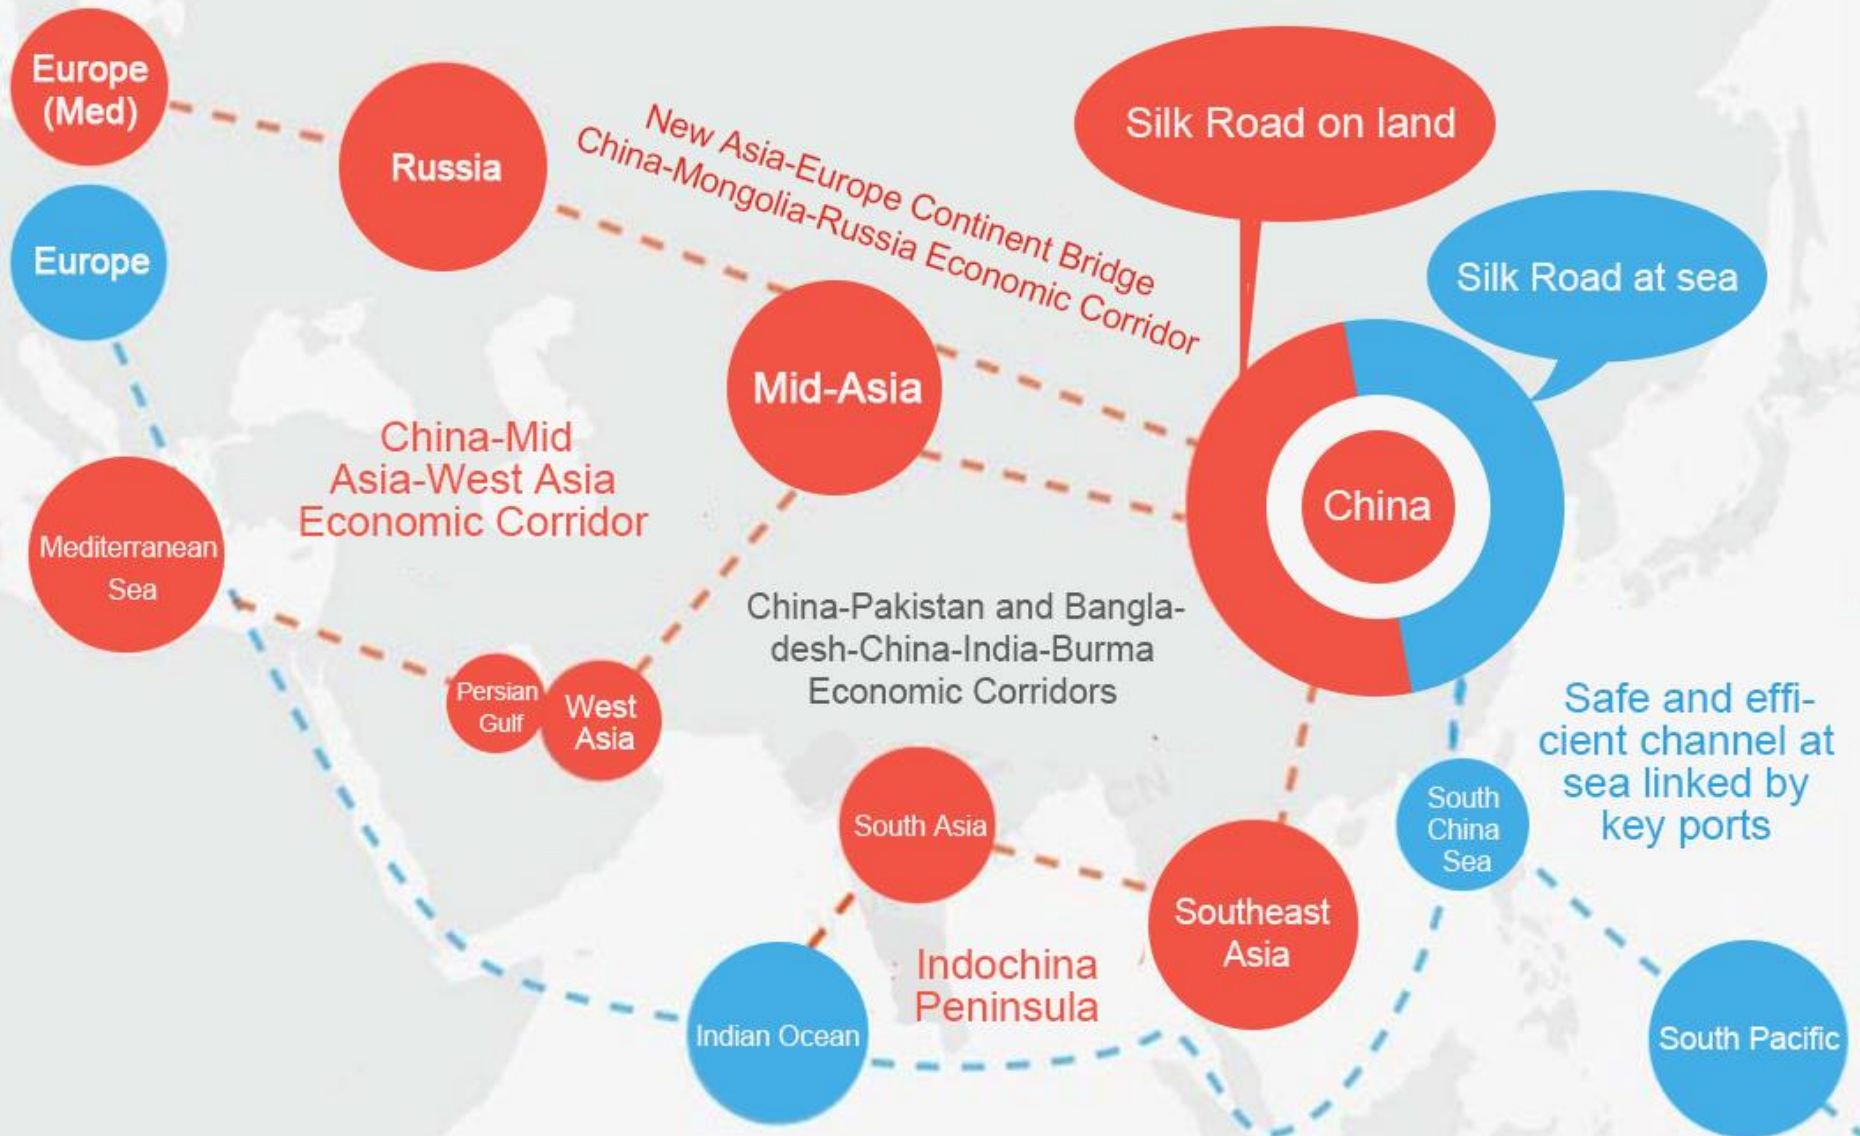 Europe
(Med)
Russia
Silk Road on land
New Asia-Europe Continent Bridge
China-Mongolia-Russia Economic Corridor
Europe
Silk Road at sea
Mid-Asia
China-Mid
Asia-West Asia
Economic Corridor
China
Mediterranean
Sea
China-Pakistan and Bangla-
desh-China-India-Burma
Economic Corridors
Persian
Gulf
West
Asia
Safe and effi-
cient channel at
sea linked by
key ports
South Asia
CN
South
China
Sea
Southeast
Asia
Indochina
Peninsula
Indian Ocean
South Pacific